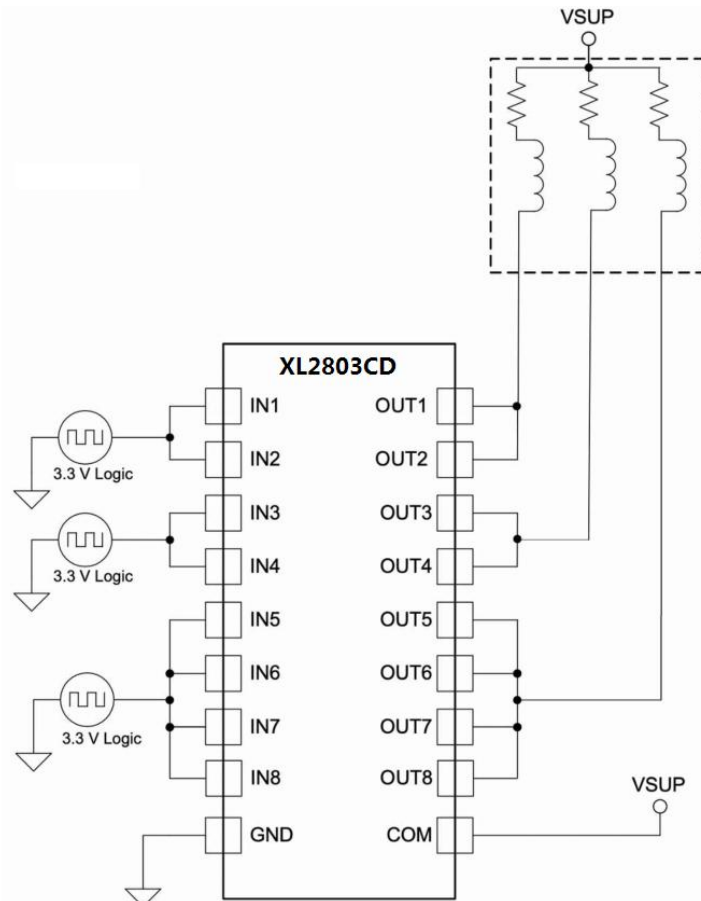 VSUP
XL2803CD
IN1 OUT1
3.3 V Logic
IN2 OUT2
IN3 OUT3
3.3 V Logic
IN4 OUT4
IN5 OUT5
IN6 OUT6
3.3 V Logic
IN7 OUT7
IN8 OUT8
VSUP
GND COM